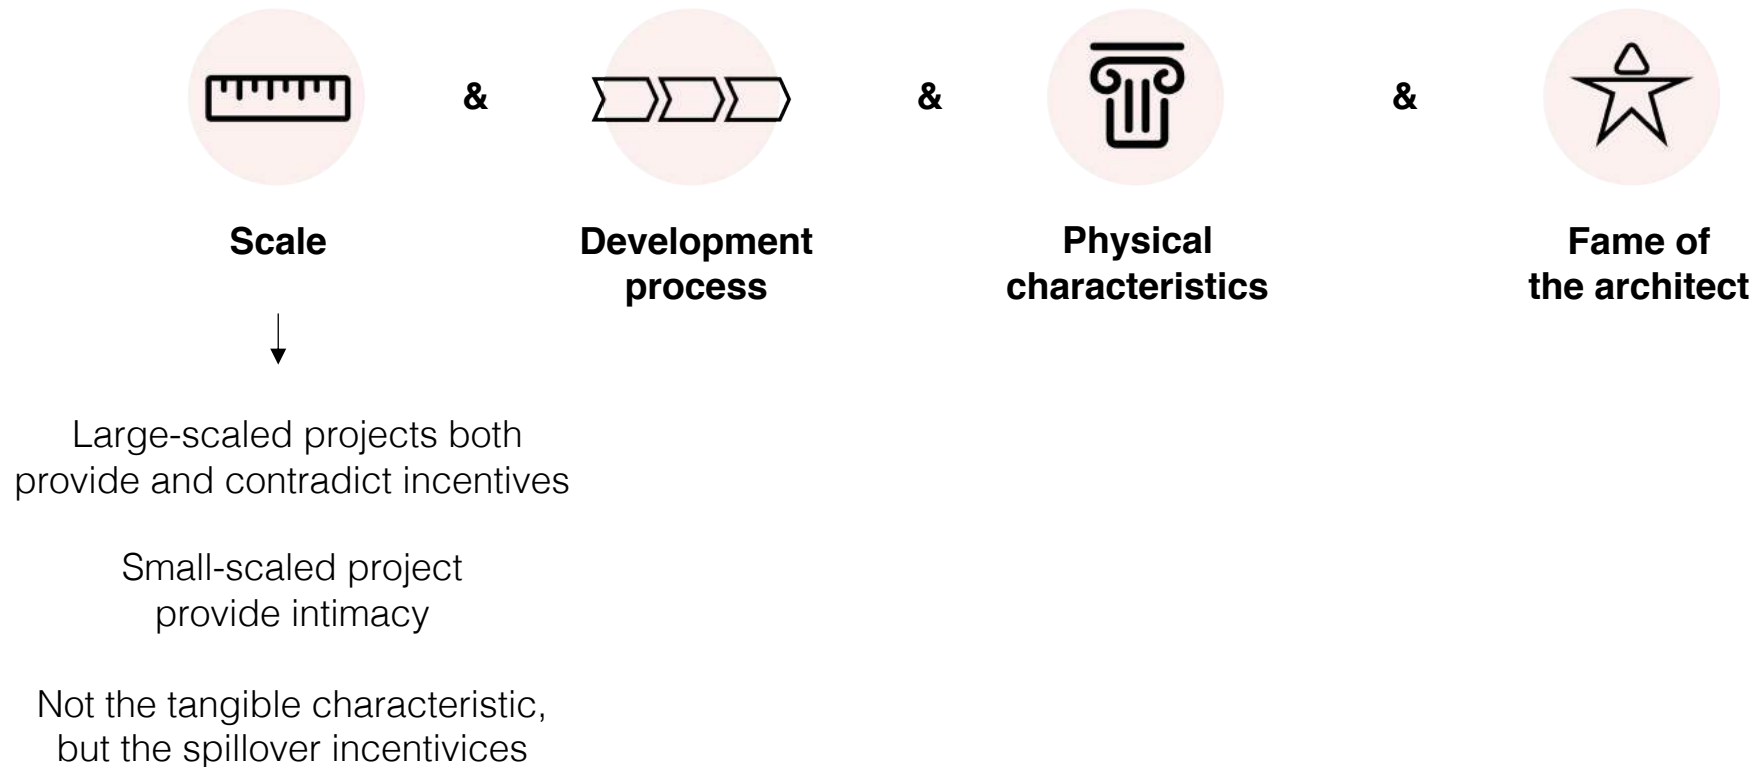 &
&
&
Scale
Development
process
Physical
characteristics
Fame of
the architect
Large-scaled projects both
provide and contradict incentives
Small-scaled project
provide intimacy
Not the tangible characteristic,
but the spillover incentivices